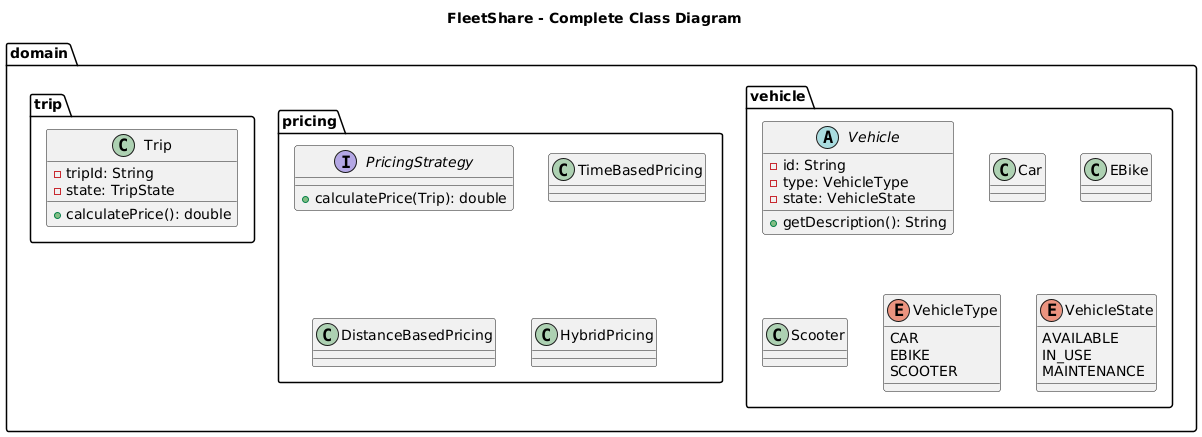 FleetShare - Complete Class Diagram
domain
trip
C Trip
tripId: String
state: TripState
calculatePrice(): double
pricing
I PricingStrategy
calculatePrice(Trip): double
C TimeBasedPricing
C DistanceBasedPricing
C HybridPricing
vehicle
A Vehicle
id: String
type: VehicleType
state: VehicleState
getDescription(): String
C Car
C EBike
C Scooter
E VehicleType
CAR
EBIKE
SCOOTER
E VehicleState
AVAILABLE
IN_USE
MAINTENANCE